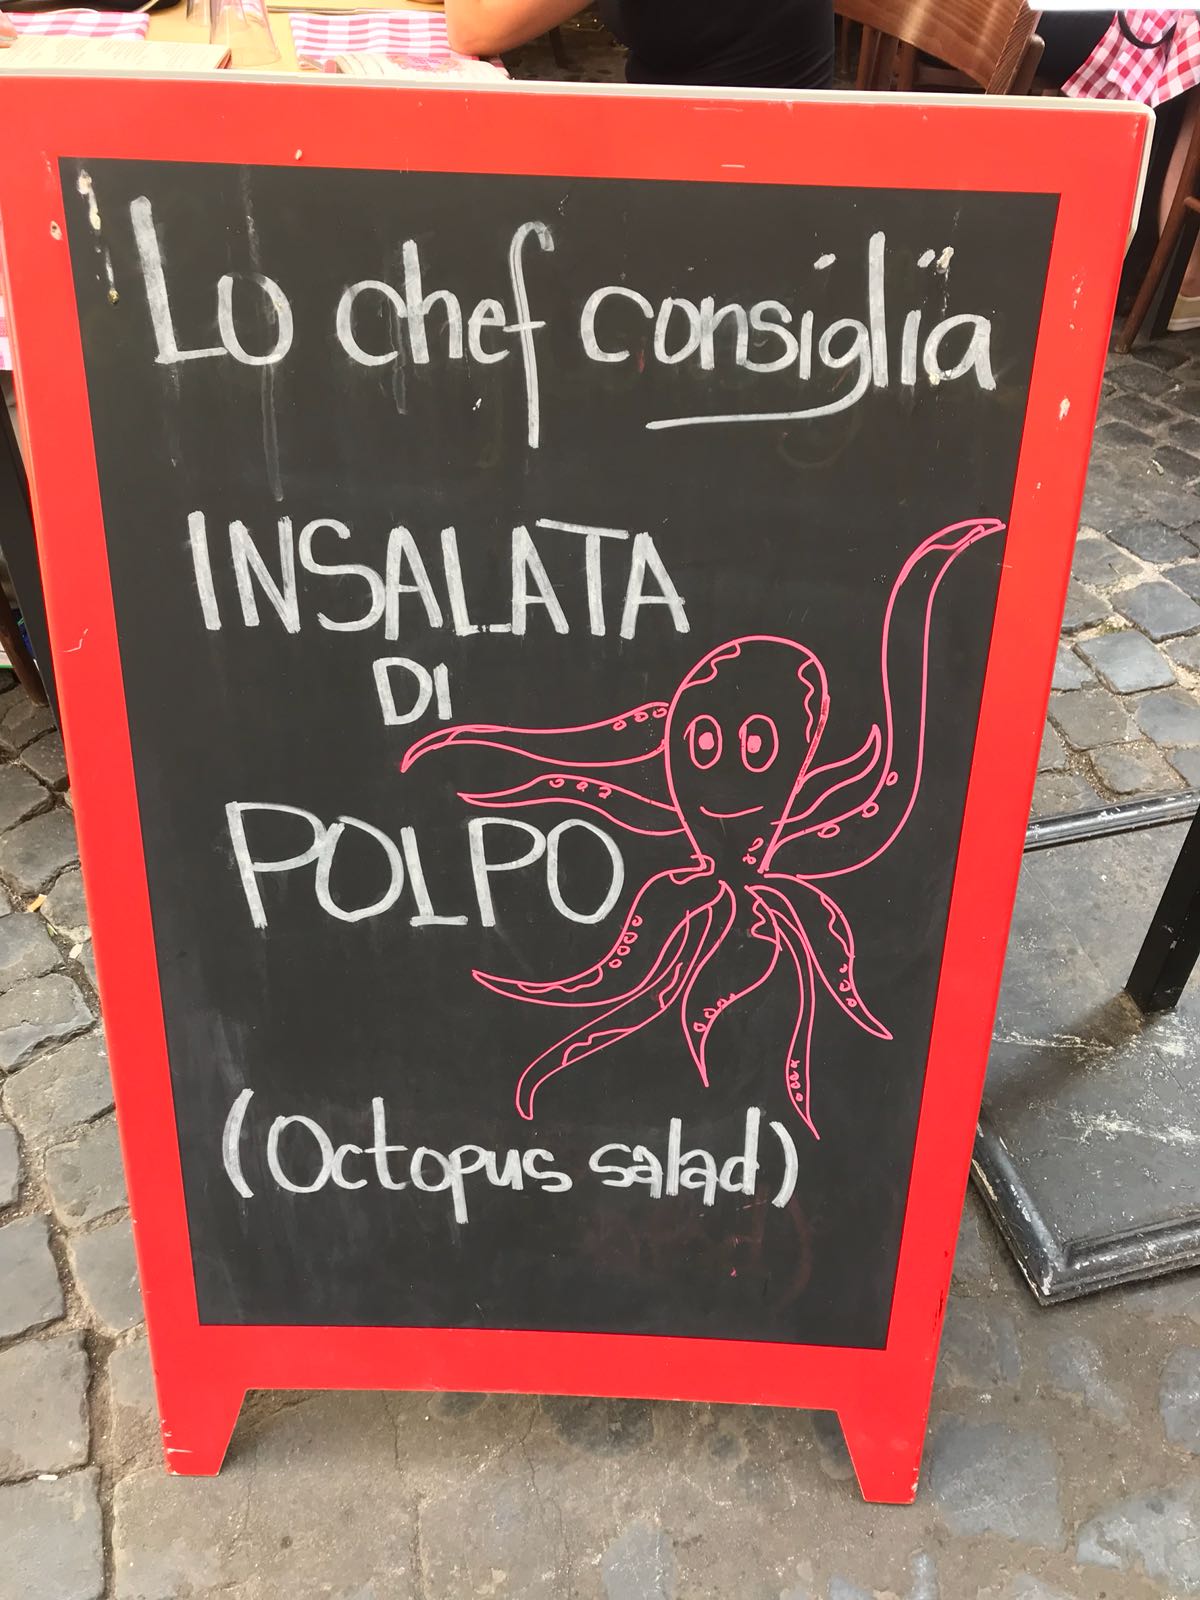 Lo chef consiglia
INSALATA
DI
POLPO
(Octopus salad)